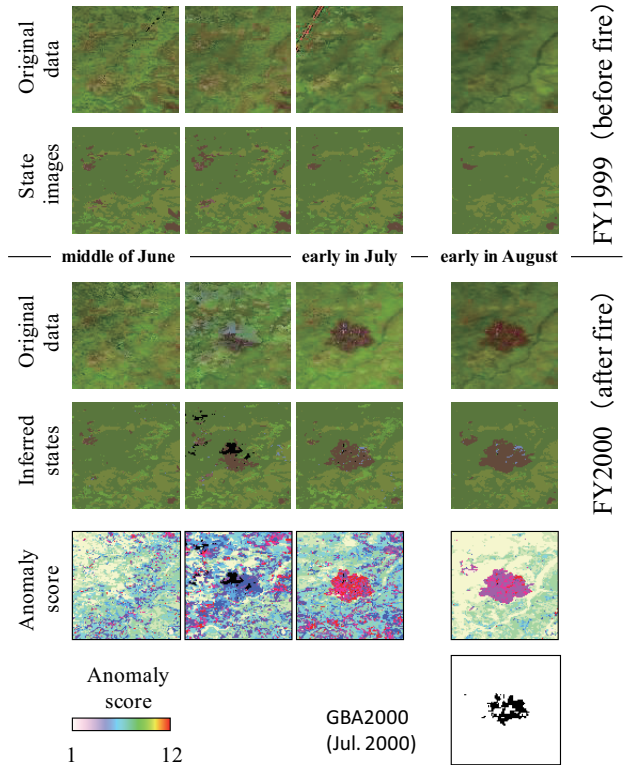 Original
data
State
images
FY1999 (before fire)
middle of June
early in July
early in August
Original
data
Inferred
states
Anomaly
score
FY2000 (after fire)
Anomaly
score
1
12
GBA2000
(Jul. 2000)